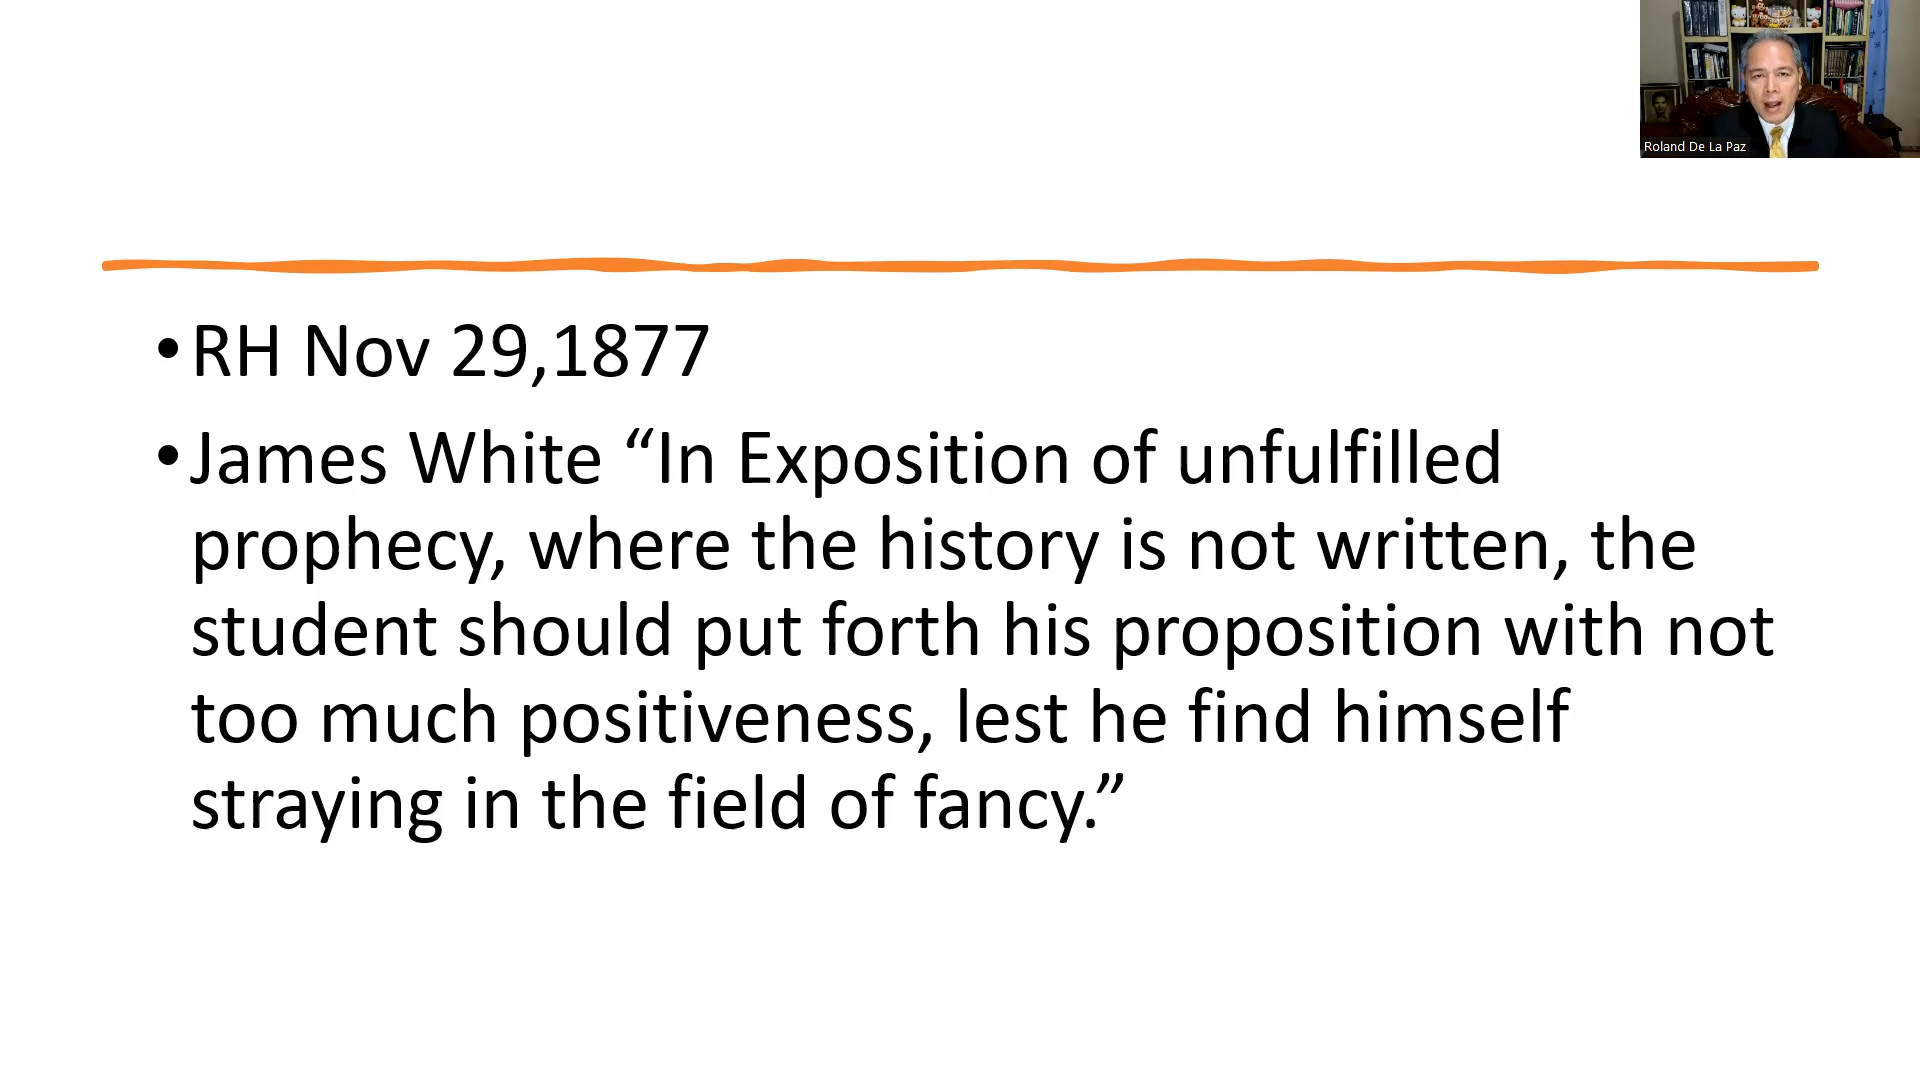 Roland De La Paz
•RH Nov 29,1877
•James White “In Exposition of unfulfilled
prophecy, where the history is not written, the
student should put forth his proposition with not
too much positiveness, lest he find himself
straying in the field of fancy.”